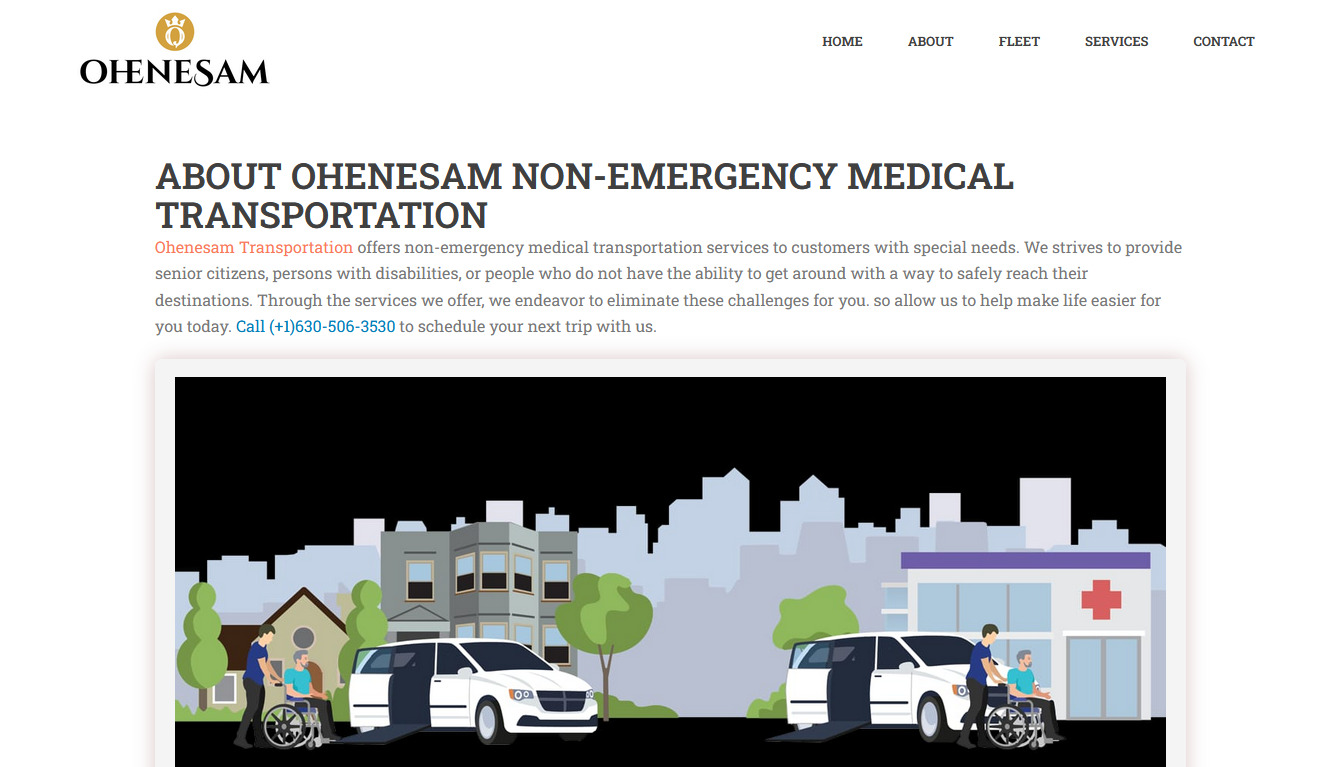 OHENESAM
HOME ABOUT FLEET SERVICES CONTACT
ABOUT OHENESAM NON-EMERGENCY MEDICAL
TRANSPORTATION
Ohenesam Transportation offers non-emergency medical transportation services to customers with special needs. We strives to provide
senior citizens, persons with disabilities, or people who do not have the ability to get around with a way to safely reach their
destinations. Through the services we offer, we endeavor to eliminate these challenges for you. so allow us to help make life easier for
you today. Call (+1)630-506-3530 to schedule your next trip with us.